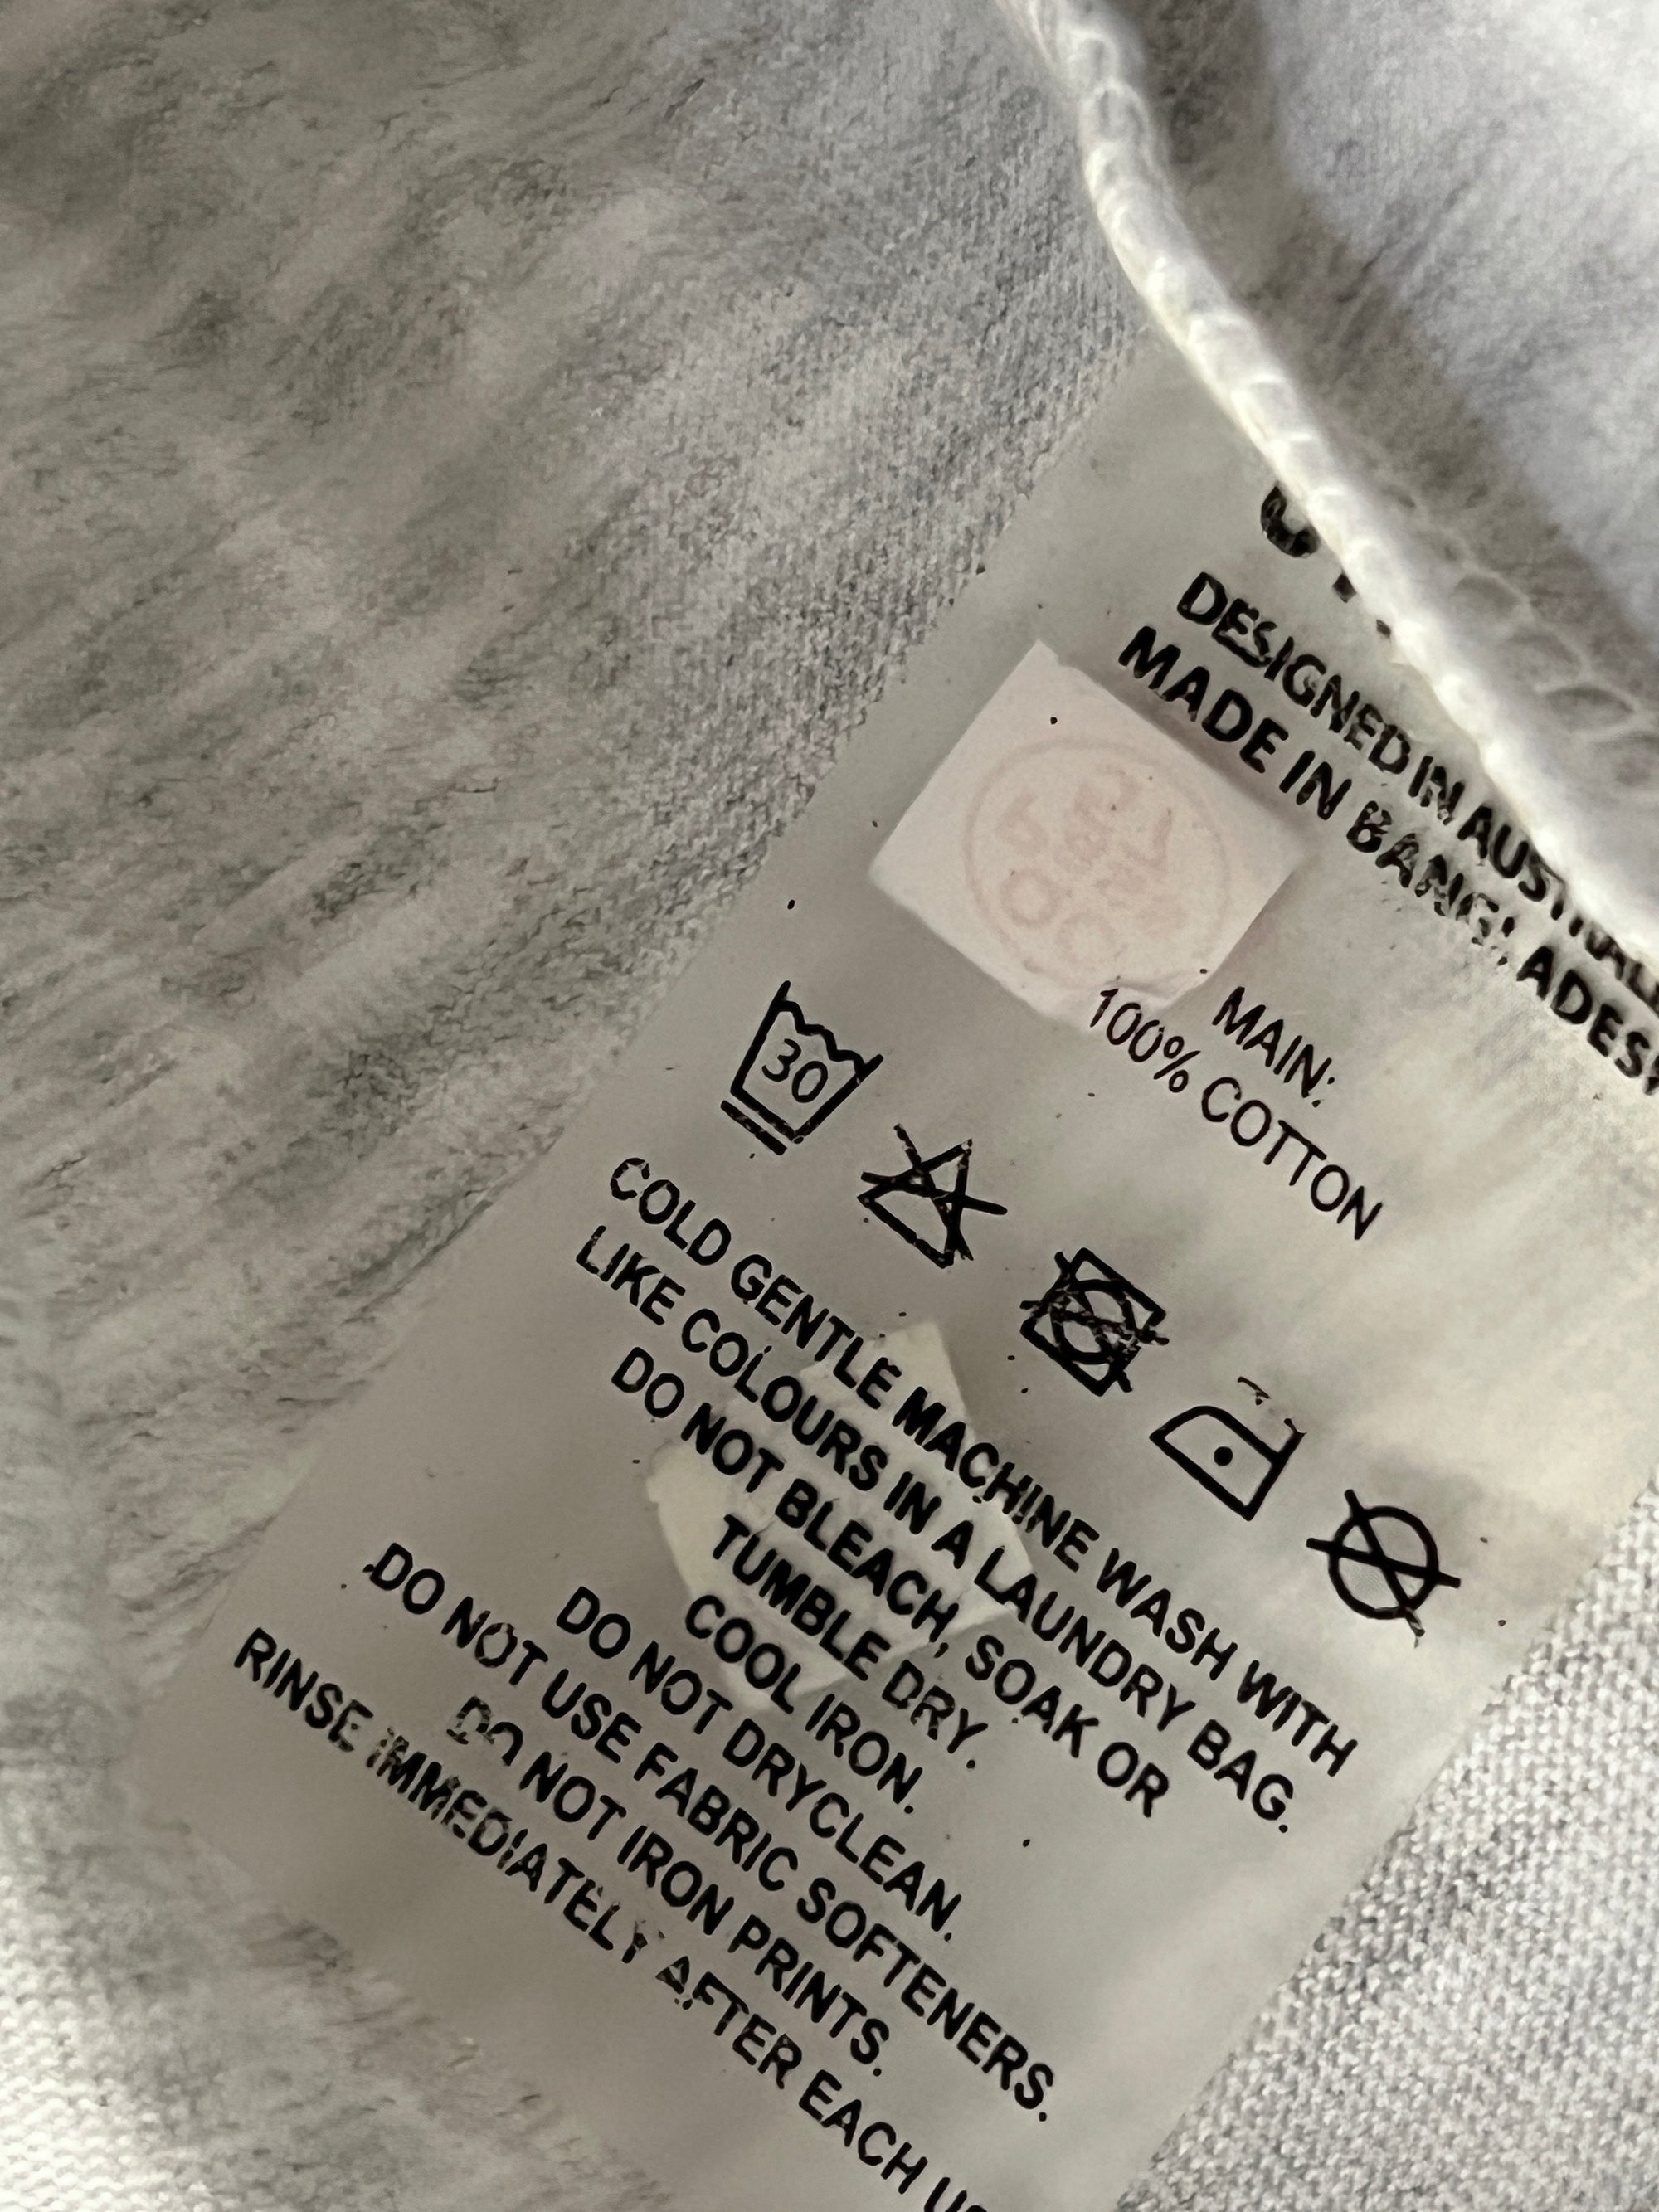 DESIGNED IN AUSTRALIA
MADE IN BANGLADESH
MAIN:
100% COTTON
30
COLD GENTLE MACHINE WASH WITH
LIKE COLOURS IN A LAUNDRY BAG.
DO NOT BLEACH, SOAK OR
TUMBLE DRY.
COOL IRON.
DO NOT DRYCLEAN.
DO NOT USE FABRIC SOFTENERS.
DO NOT IRON PRINTS.
RINSE IMMEDIATELY AFTER EACH